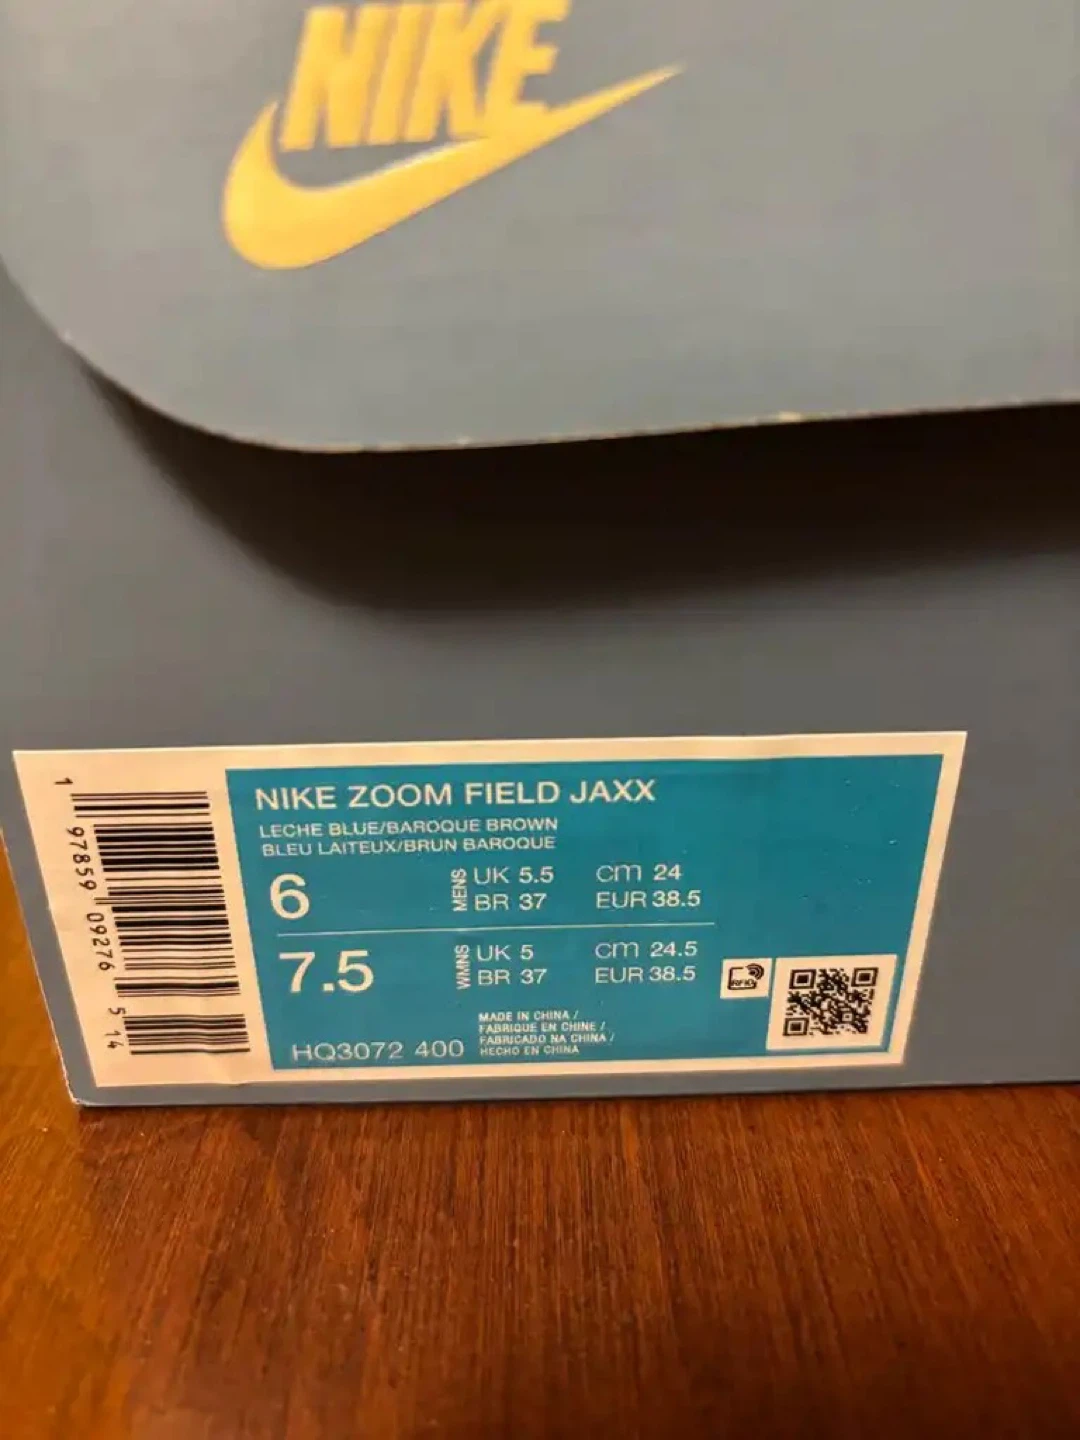 NIKE
NIKE ZOOM FIELD JAXX
LECHE BLUE/BAROQUE BROWN
BLEU LAITEUX/BRUN BAROQUE
6
MENS
UK 5.5 cm 24
BR 37 EUR 38.5
7.5
WMNS
UK 5 cm 24.5
BR 37 EUR 38.5
RFID
HQ3072 400
MADE IN CHINA /
FABRIQUE EN CHINE /
FABRICADO NA CHINA /
HECHO EN CHINA
1 97859 09276 5 14